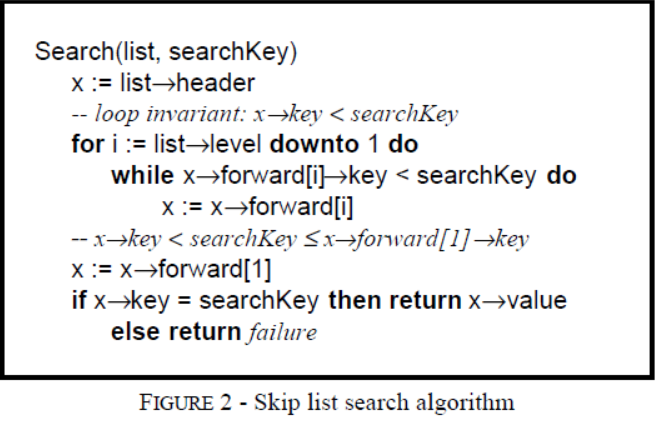 Search(list, searchKey)
x := list→header
-- loop invariant: x→key < searchKey
for i := list→level downto 1 do
while x→forward[i]→key < searchKey do
x := x→forward[i]
-- x→key < searchKey ≤ x→forward[1]→key
x := x→forward[1]
if x→key = searchKey then return x→value
else return failure
FIGURE 2 - Skip list search algorithm